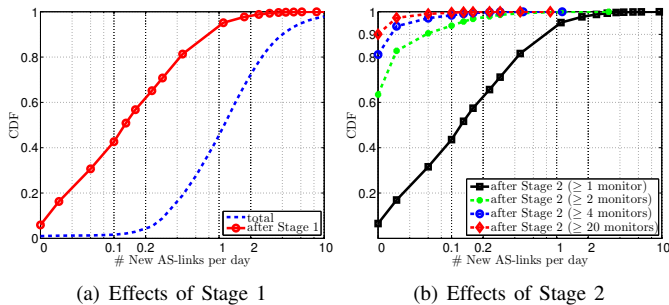 1
0.8
0.6
0.4
0.2
0
CDF
0
0.1
0.2
1
2
10
# New AS-links per day
total
after Stage 1
(a) Effects of Stage 1
1
0.8
0.6
0.4
0.2
0
CDF
0
0.1
0.2
1
2
10
# New AS-links per day
after Stage 2 (≥ 1 monitor)
after Stage 2 (≥ 2 monitors)
after Stage 2 (≥ 4 monitors)
after Stage 2 (≥ 20 monitors)
(b) Effects of Stage 2